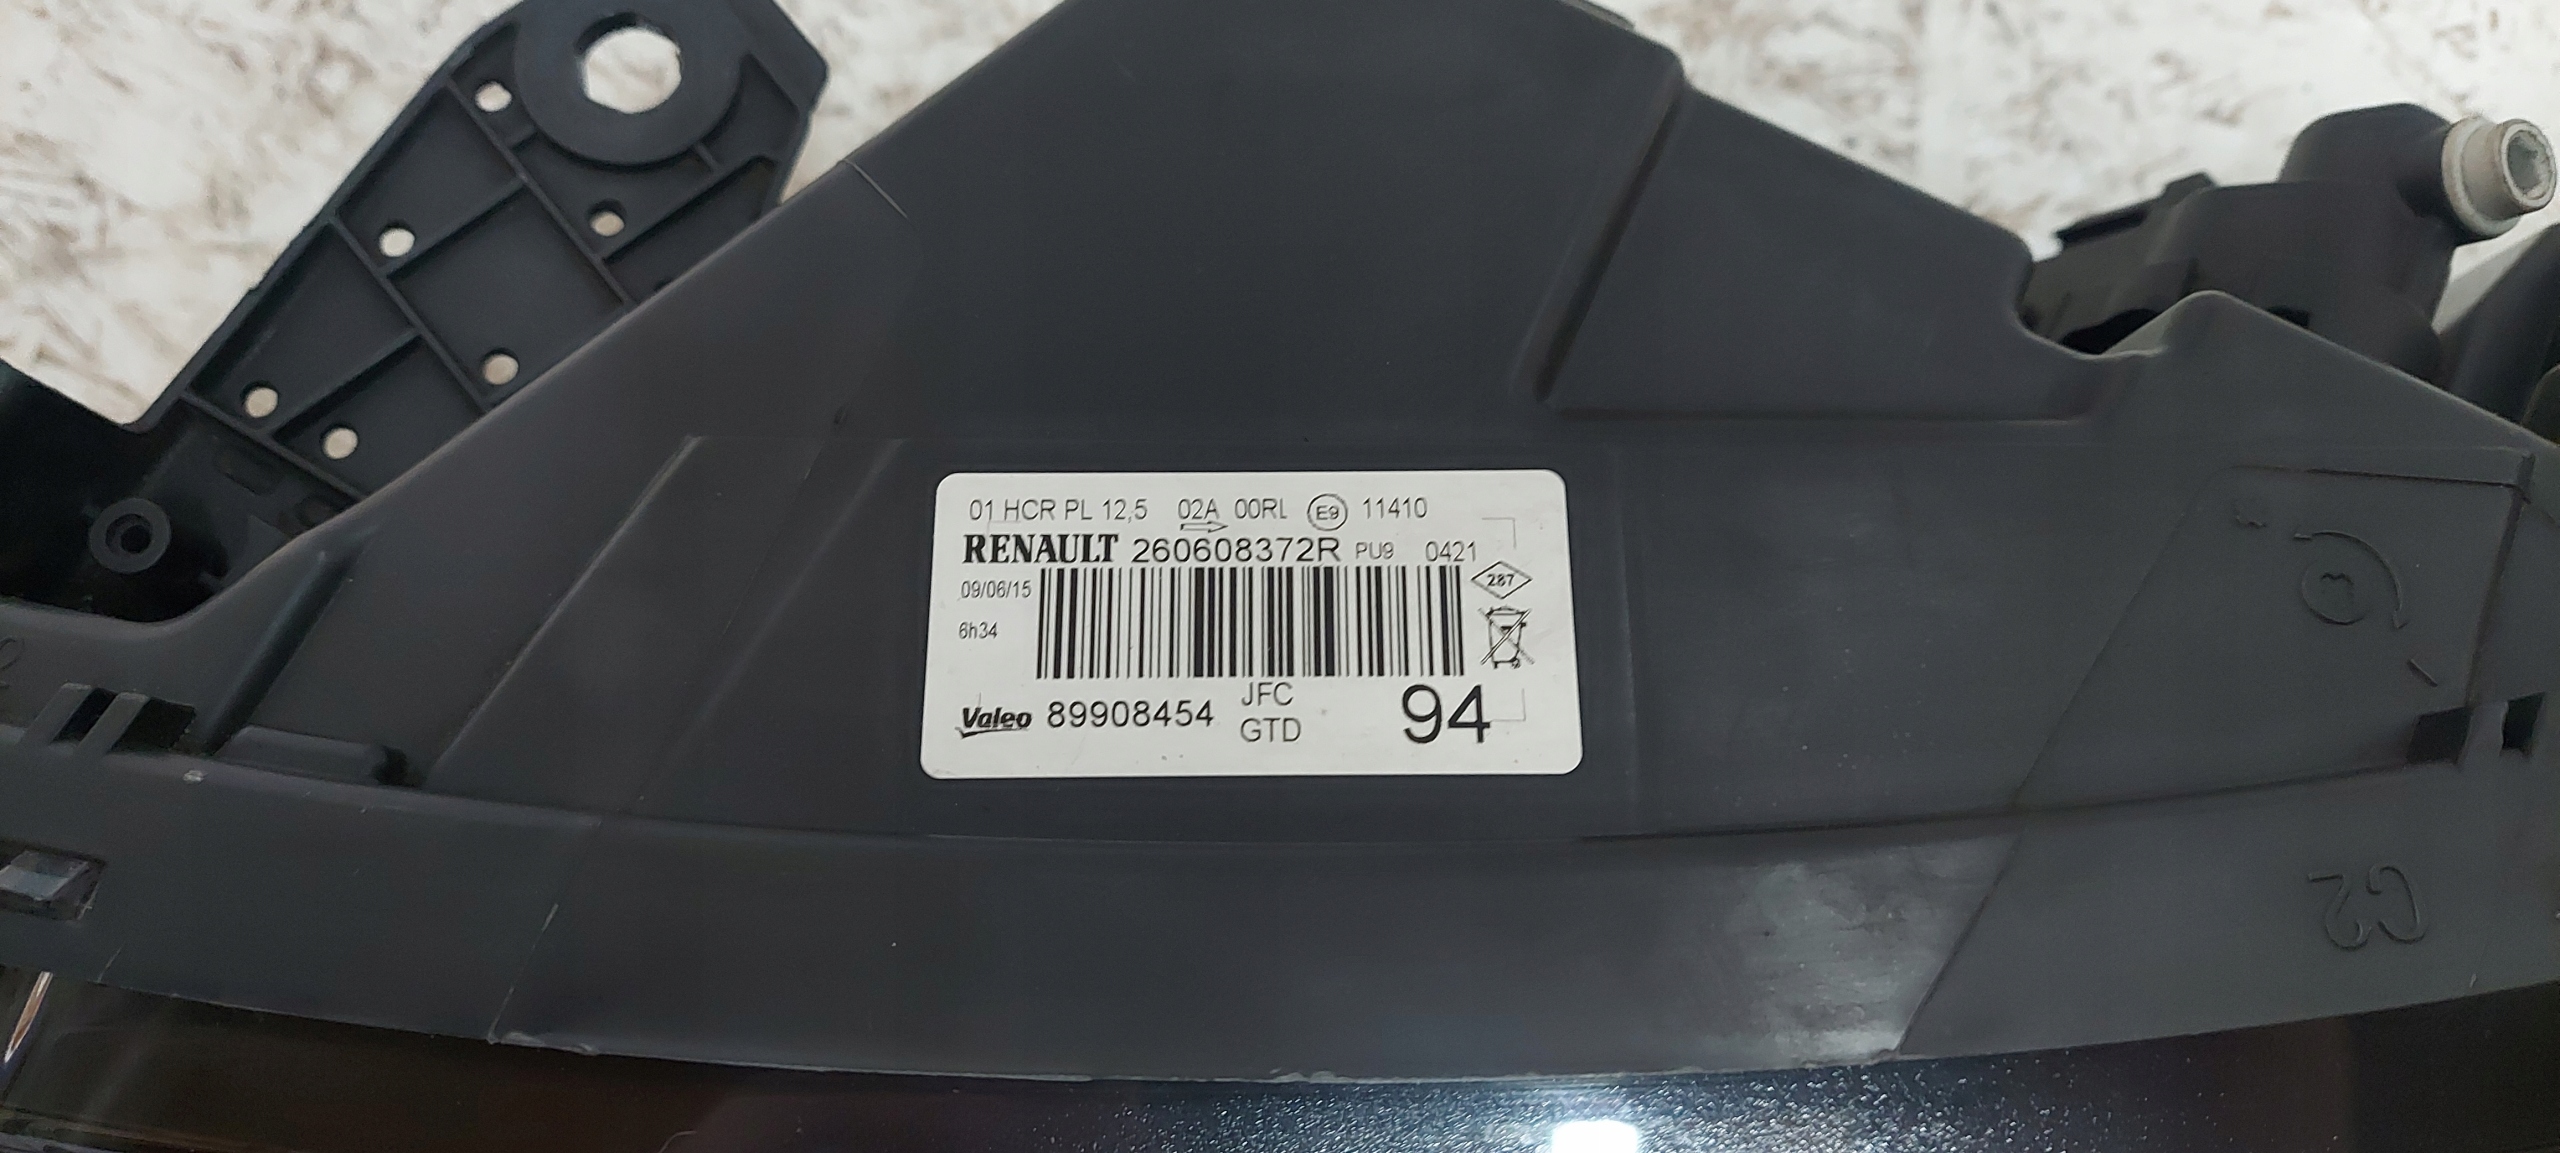 01 HCR PL 12,5 02A 00RL E9 11410
RENAULT 260608372R PU9 0421
09/06/15
287
6h34
Valeo 89908454 JFC
GTD
94
C2